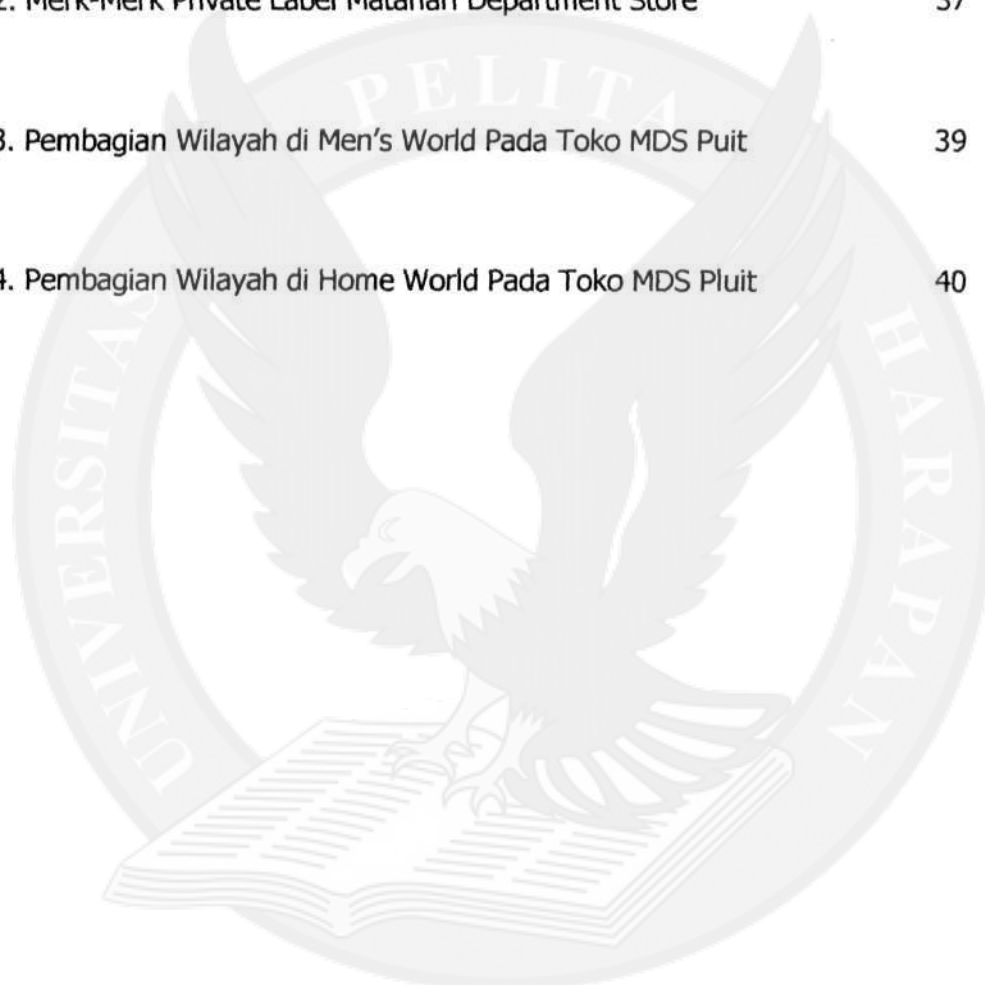 2. Merk-Merk Private Label Matahari Department Store 37
3. Pembagian Wilayah di Men's World Pada Toko MDS Puit 39
4. Pembagian Wilayah di Home World Pada Toko MDS Pluit 40
UNIVERSITAS PELITA HARAPAN